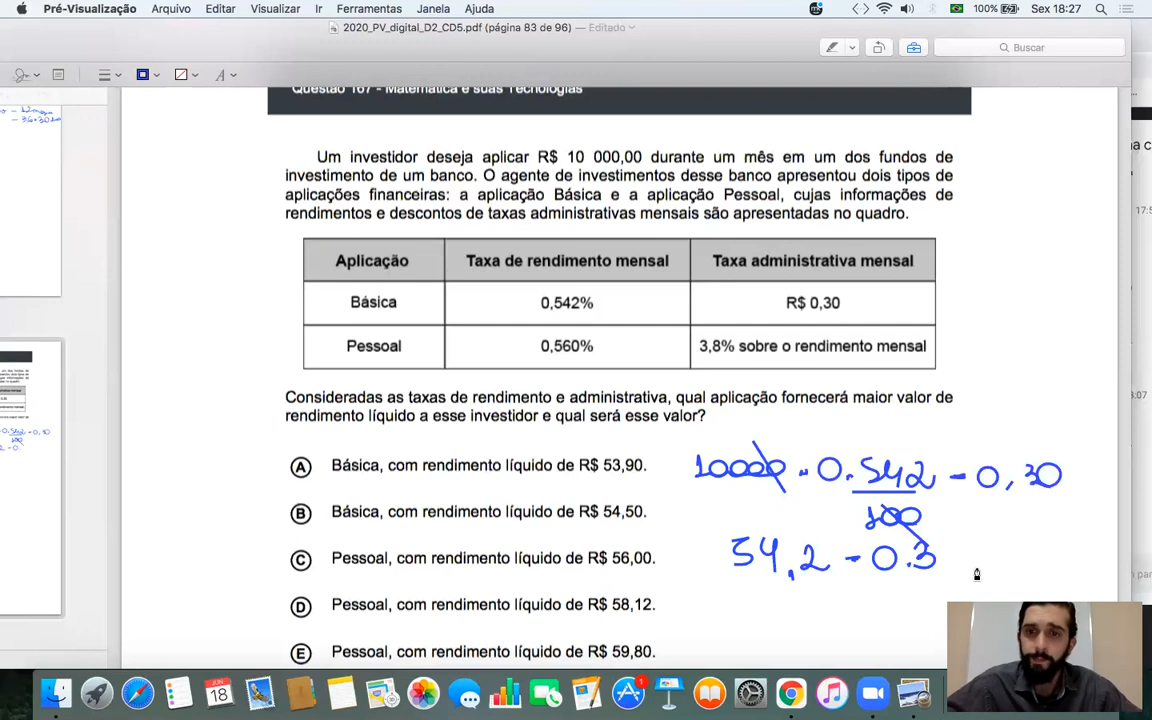 Pré-Visualização Arquivo Editar Visualizar Ir Ferramentas Janela Ajuda 100% Sex 18:27
2020_PV_digital_D2_CD5.pdf (página 83 de 96) — Editado
Buscar
Questão 167 - Matemática e suas Tecnologias
Um investidor deseja aplicar R$ 10 000,00 durante um mês em um dos fundos de
investimento de um banco. O agente de investimentos desse banco apresentou dois tipos de
aplicações financeiras: a aplicação Básica e a aplicação Pessoal, cujas informações de
rendimentos e descontos de taxas administrativas mensais são apresentadas no quadro.
Aplicação Taxa de rendimento mensal Taxa administrativa mensal
Básica 0,542% R$ 0,30
Pessoal 0,560% 3,8% sobre o rendimento mensal
Consideradas as taxas de rendimento e administrativa, qual aplicação fornecerá maior valor de
rendimento líquido a esse investidor e qual será esse valor?
A Básica, com rendimento líquido de R$ 53,90.
B Básica, com rendimento líquido de R$ 54,50.
C Pessoal, com rendimento líquido de R$ 56,00.
D Pessoal, com rendimento líquido de R$ 58,12.
E Pessoal, com rendimento líquido de R$ 59,80.
10000 . 0.542 - 0,30
100
54,2 - 0.3
JUN
18
1